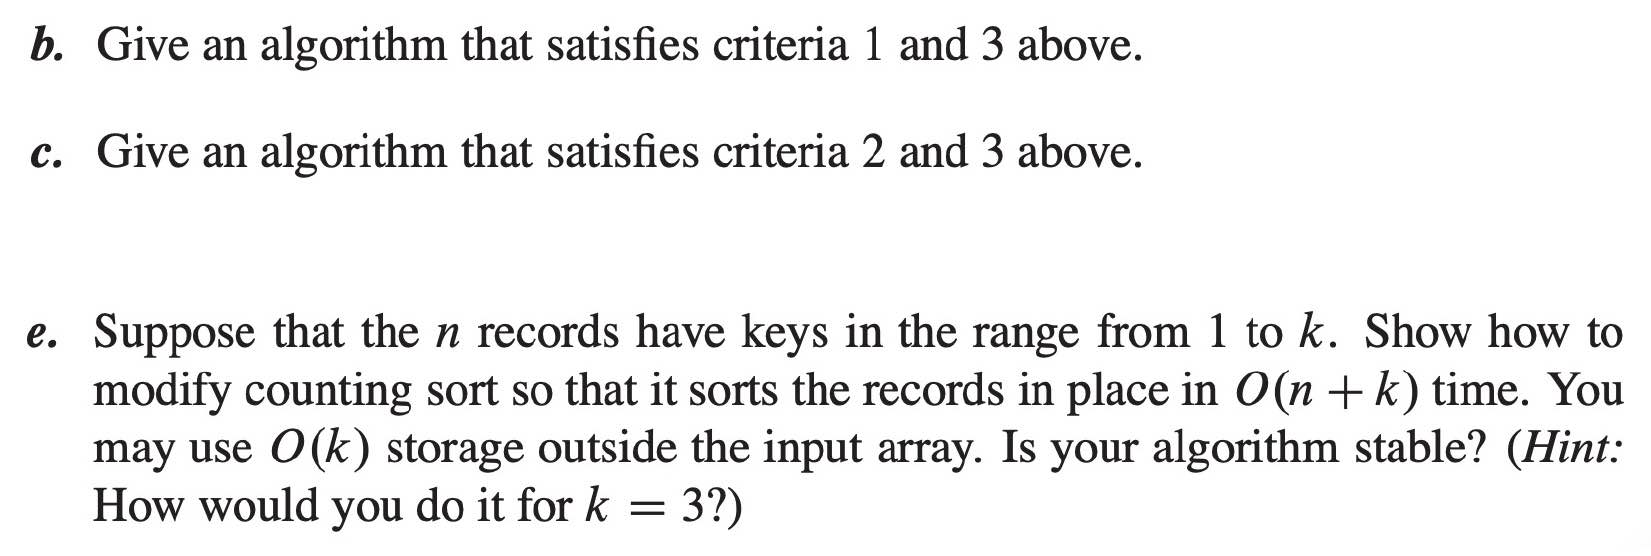 b. Give an algorithm that satisfies criteria 1 and 3 above.
c. Give an algorithm that satisfies criteria 2 and 3 above.
e. Suppose that the n records have keys in the range from 1 to k. Show how to
modify counting sort so that it sorts the records in place in O(n + k) time. You
may use O(k) storage outside the input array. Is your algorithm stable? (Hint:
How would you do it for k = 3?)